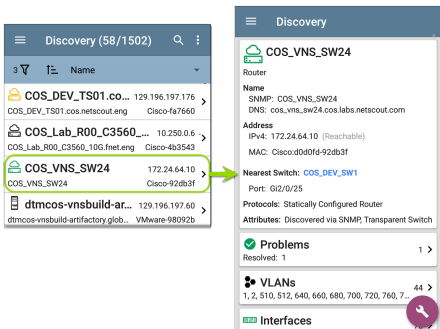 Discovery (58/1502)
3 Name
COS_DEV_TS01.co... 129.196.197.176
COS_DEV_TS01.cos.netscout.eng Cisco-fa7660
COS_Lab_R00_C3560_... 10.250.0.6
COS_Lab_R00_C3560_10G.fnet.eng Cisco-4b3543
COS_VNS_SW24 172.24.64.10
COS_VNS_SW24 Cisco-92db3f
dtmcos-vnsbuild-ar... 129.196.197.60
dtmcos-vnsbuild-artifactory.glob... VMware-98092b
Discovery
COS_VNS_SW24
Router
Name
SNMP: COS_VNS_SW24
DNS: cos_vns_sw24.cos.labs.netscout.com
Address
IPv4: 172.24.64.10 (Reachable)
MAC: Cisco:d0d0fd-92db3f
Nearest Switch: COS_DEV_SW1
Port: Gi2/0/25
Protocols: Statically Configured Router
Attributes: Discovered via SNMP, Transparent Switch
Problems
Resolved: 1
1
VLANs
1, 2, 510, 512, 640, 660, 680, 700, 720, 760, 7...
44
Interfaces